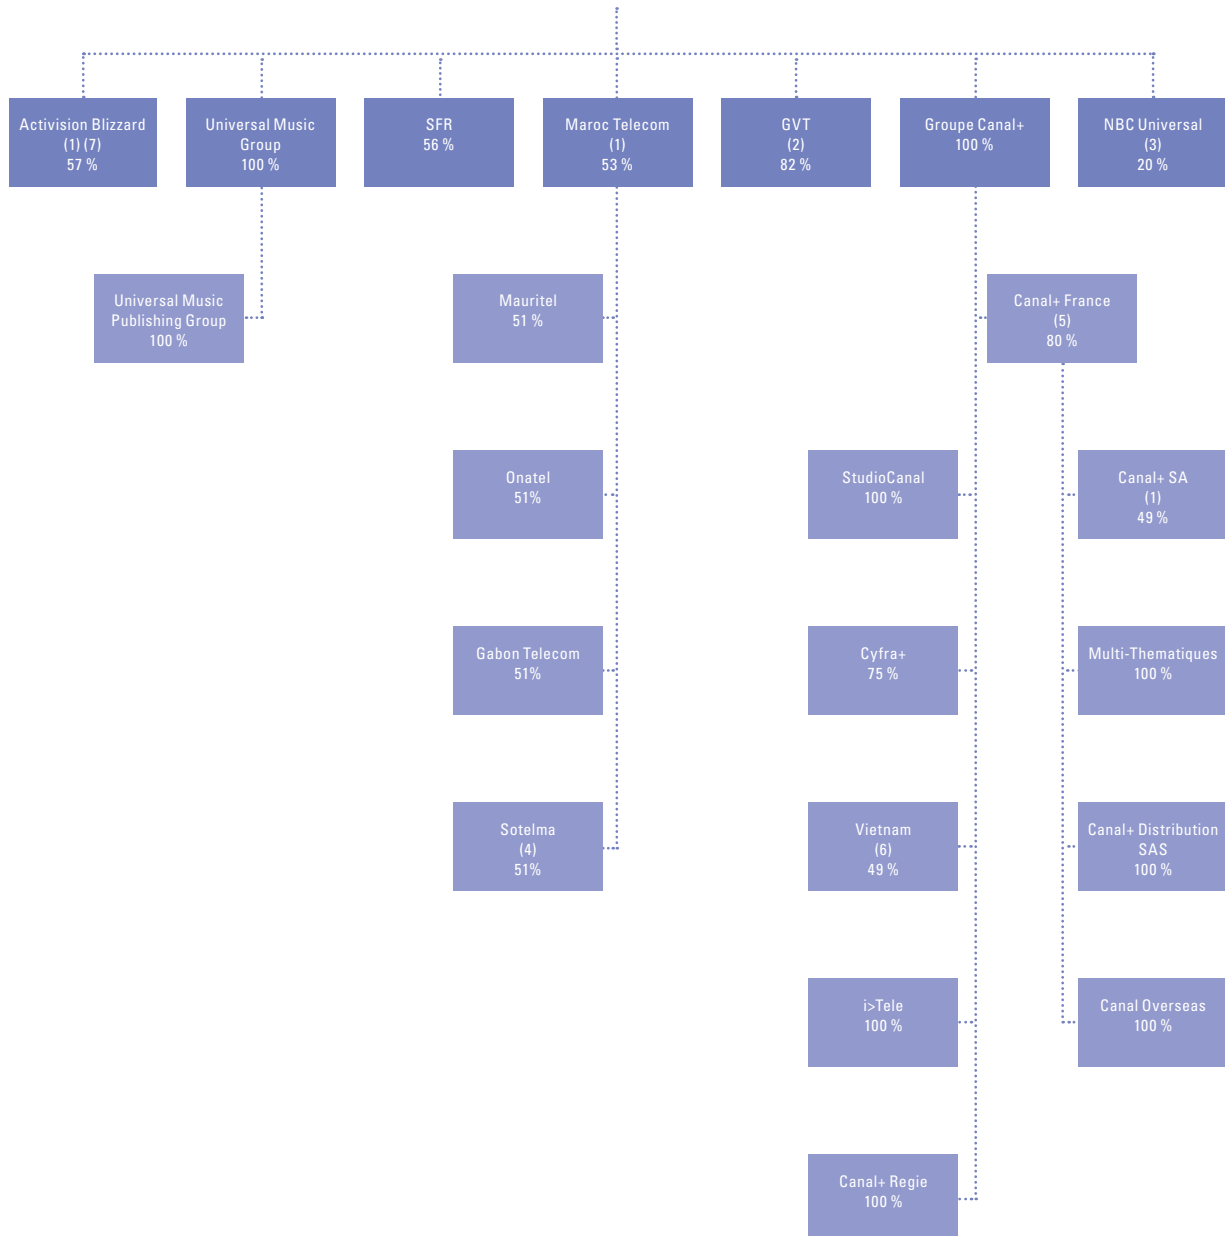 Activision Blizzard
(1) (7)
57 %
Universal Music
Group
100 %
SFR
56 %
Maroc Telecom
(1)
53 %
GVT
(2)
82 %
Groupe Canal+
100 %
NBC Universal
(3)
20 %
Universal Music
Publishing Group
100 %
Mauritel
51 %
Canal+ France
(5)
80 %
Onatel
51%
StudioCanal
100 %
Canal+ SA
(1)
49 %
Gabon Telecom
51%
Cyfra+
75 %
Multi-Thematiques
100 %
Sotelma
(4)
51%
Vietnam
(6)
49 %
Canal+ Distribution
SAS
100 %
i>Tele
100 %
Canal Overseas
100 %
Canal+ Regie
100 %